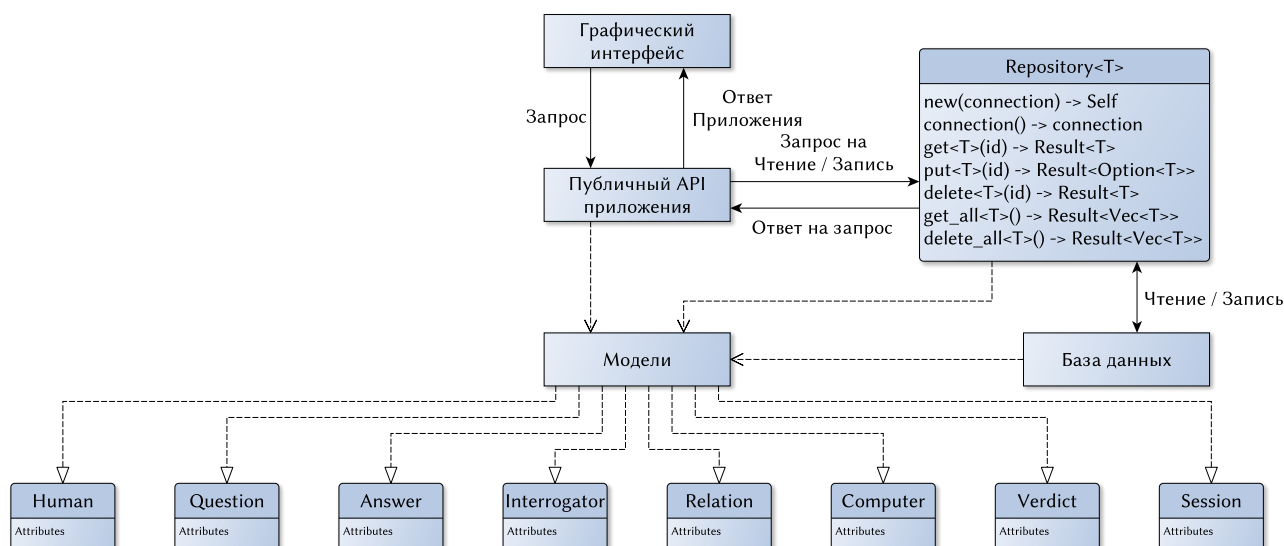 Графический
интерфейс
Repository<T>
new(connection) -> Self
connection() -> connection
get<T>(id) -> Result<T>
put<T>(id) -> Result<Option<T>>
delete<T>(id) -> Result<T>
get_all<T>() -> Result<Vec<T>>
delete_all<T>() -> Result<Vec<T>>
Запрос
Ответ
Приложения
Запрос на
Чтение / Запись
Публичный API
приложения
Ответ на запрос
Чтение / Запись
Модели
База данных
Human
Attributes
Question
Attributes
Answer
Attributes
Interrogator
Attributes
Relation
Attributes
Computer
Attributes
Verdict
Attributes
Session
Attributes